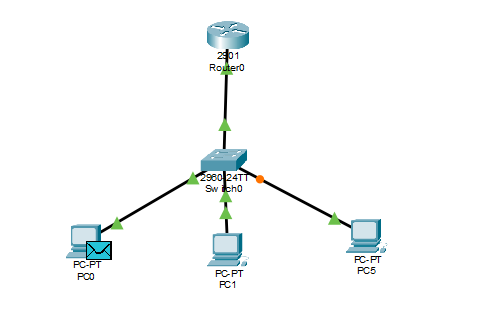 2901
Router0
2960-24TT
Switch0
PC-PT
PC0
PC-PT
PC1
PC-PT
PC5